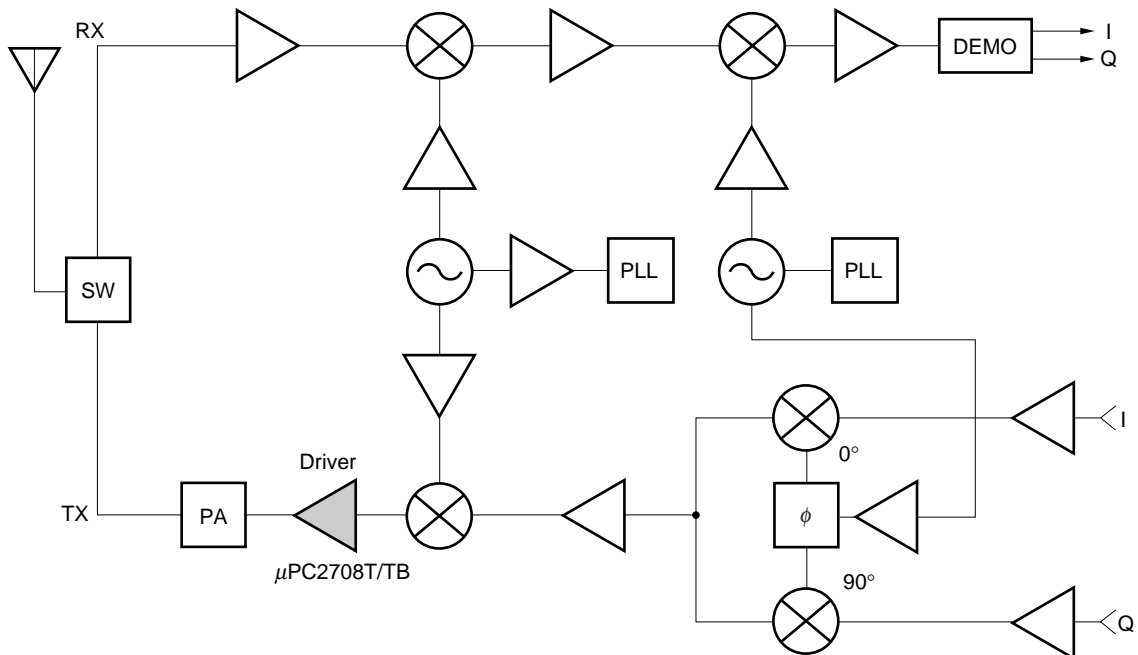 RX
I
DEMO
Q
PLL
PLL
SW
I
0°
Driver
TX
PA
ϕ
μPC2708T/TB
90°
Q